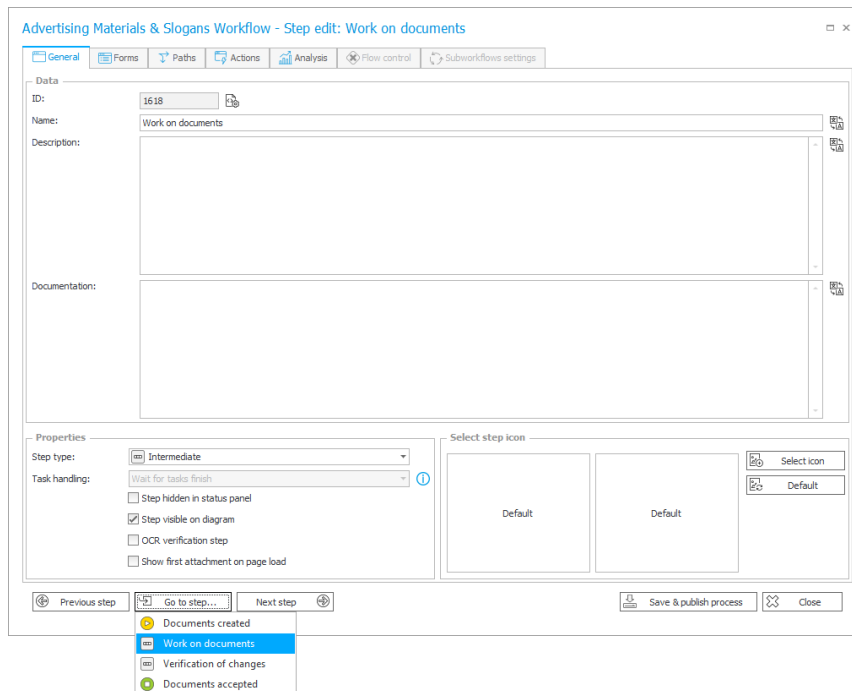 Advertising Materials & Slogans Workflow - Step edit: Work on documents
General Forms Paths Actions Analysis Flow control Subworkflows settings
Data
ID: 1618
Name: Work on documents
Description:
Documentation:
Properties
Step type: Intermediate
Task handling: Wait for tasks finish
Step hidden in status panel
Step visible on diagram
OCR verification step
Show first attachment on page load
Select step icon
Default Default
Select icon
Default
Previous step Go to step... Next step Save & publish process Close
Documents created
Work on documents
Verification of changes
Documents accepted